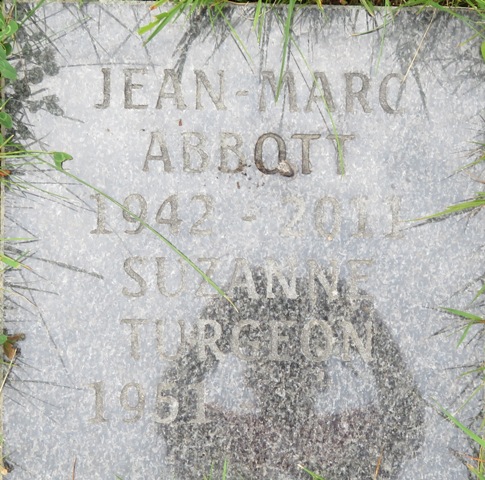 JEAN-MARC
ABBOTT
1942 - 2011
SUZANNE
TURGEON
1951 -